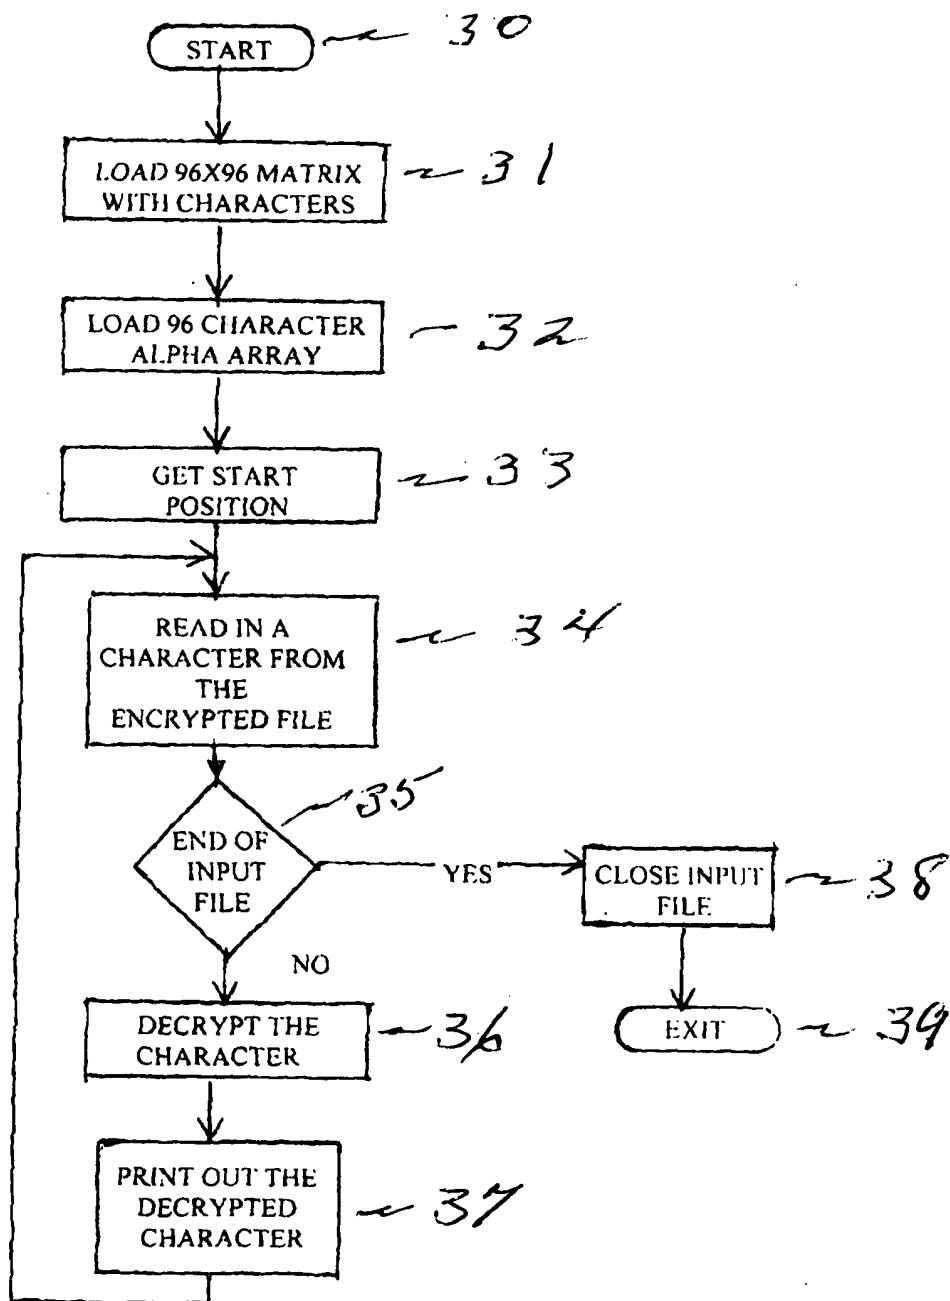 START
30
LOAD 96X96 MATRIX
WITH CHARACTERS
31
LOAD 96 CHARACTER
ALPHA ARRAY
32
GET START
POSITION
33
READ IN A
CHARACTER FROM
THE
ENCRYPTED FILE
34
END OF
INPUT
FILE
35
YES
CLOSE INPUT
FILE
38
NO
DECRYPT THE
CHARACTER
36
EXIT
39
PRINT OUT THE
DECRYPTED
CHARACTER
37